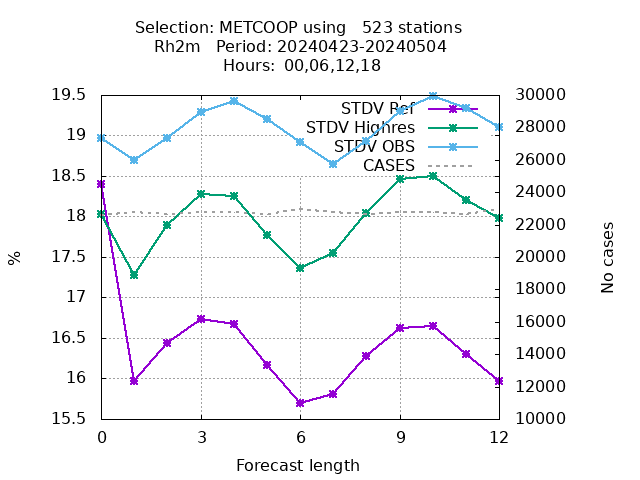 Selection: METCOOP using   523 stations
Rh2m   Period: 20240423-20240504
Hours: 00,06,12,18
STDV Ref
STDV Highres
STDV OBS
CASES
19.5
19
18.5
18
17.5
17
16.5
16
15.5
30000
28000
26000
24000
22000
20000
18000
16000
14000
12000
10000
%
No cases
0
3
6
9
12
Forecast length